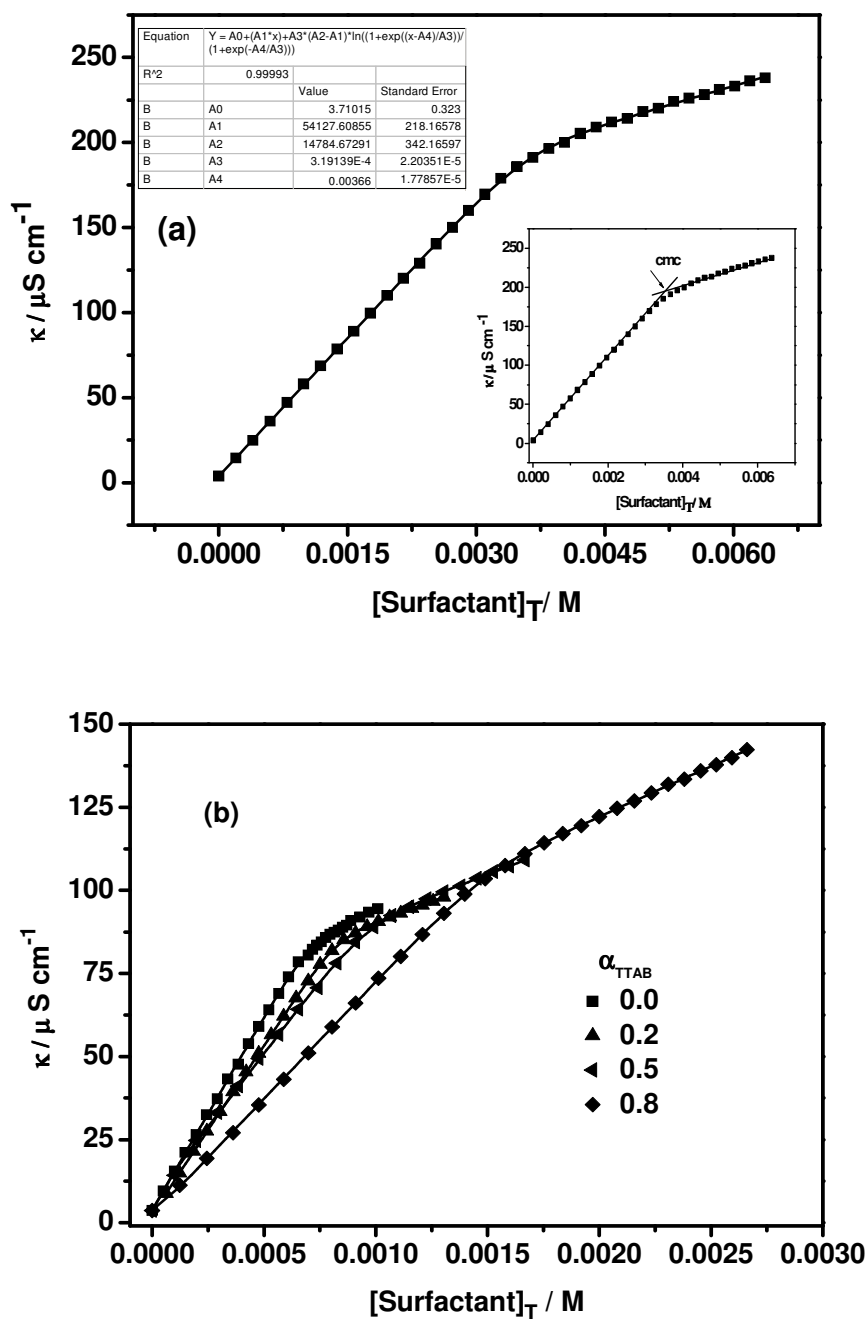 Equation Y = A0+(A1*x)+A3*(A2-A1)*ln((1+exp((x-A4)/A3))/
(1+exp(-A4/A3)))
R^2 0.99993
Value Standard Error
B A0 3.71015 0.323
B A1 54127.60855 218.16578
B A2 14784.67291 342.16597
B A3 3.19139E-4 2.20351E-5
B A4 0.00366 1.77857E-5
250
200
150
100
50
0
κ / μS cm⁻¹
(a)
0.0000 0.0015 0.0030 0.0045 0.0060
[Surfactant]T/ M
250
200
150
100
50
0
κ / μ S cm⁻¹
cmc
0.000 0.002 0.004 0.006
[Surfactant]T/ M
150
125
100
75
50
25
0
κ / μ S cm⁻¹
(b)
αTTAB
0.0
0.2
0.5
0.8
0.0000 0.0005 0.0010 0.0015 0.0020 0.0025 0.0030
[Surfactant]T / M